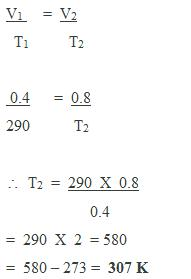 V1 = V2
T1 T2
0.4 = 0.8
290 T2
∴ T2 = 290 X 0.8
0.4
= 290 X 2 = 580
= 580 – 273 = 307 K